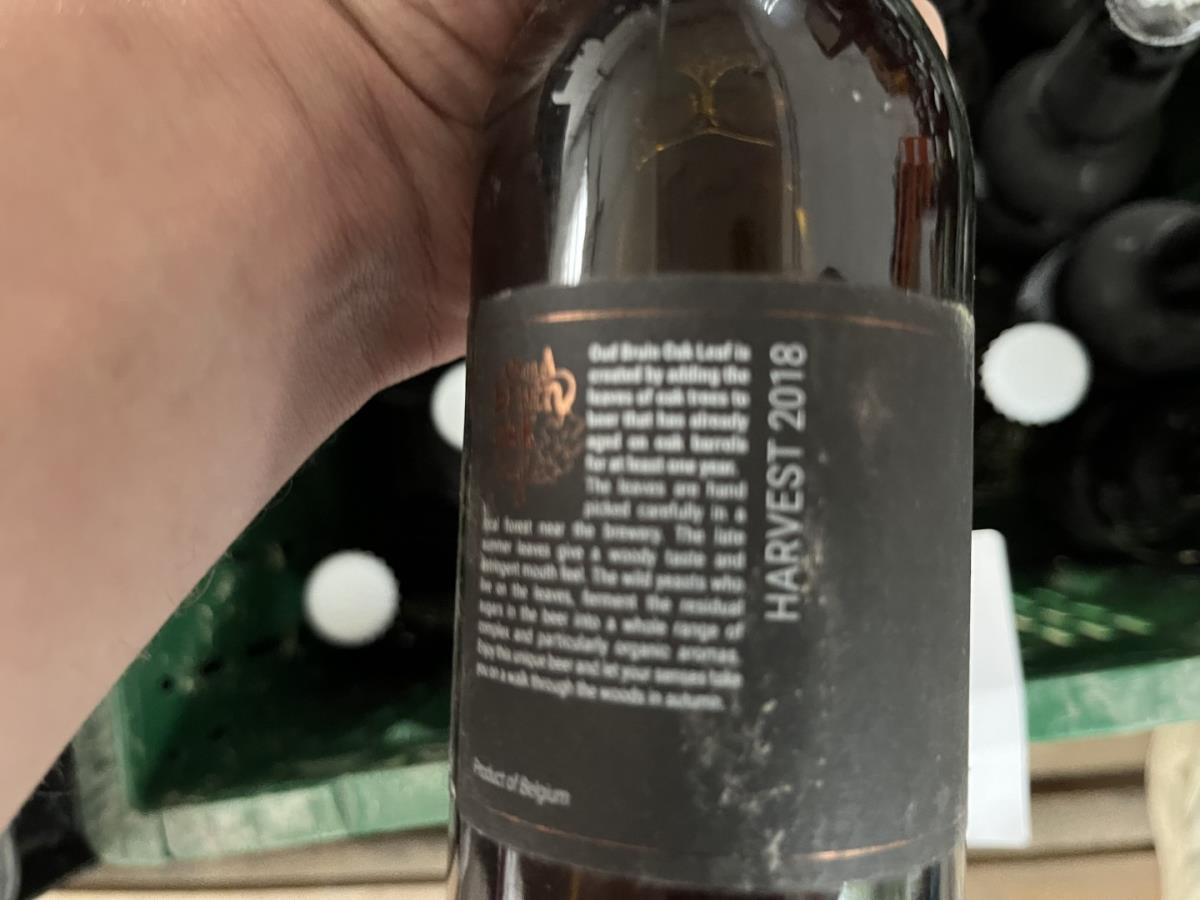 Oud Bruin Oak Leaf is
created by adding the
leaves of oak trees to
beer that has already
aged on oak barrels
for at least one year.
The leaves are hand
picked carefully in a
forest near the brewery. The late
summer leaves give a woody taste and
astringent mouth feel. The wild yeasts who
live on the leaves, ferment the residual
sugars in the beer into a whole range of
complex and particularly organic aromas.
Enjoy this unique beer and let your senses take
you on a walk through the woods in autumn.
HARVEST 2018
Product of Belgium